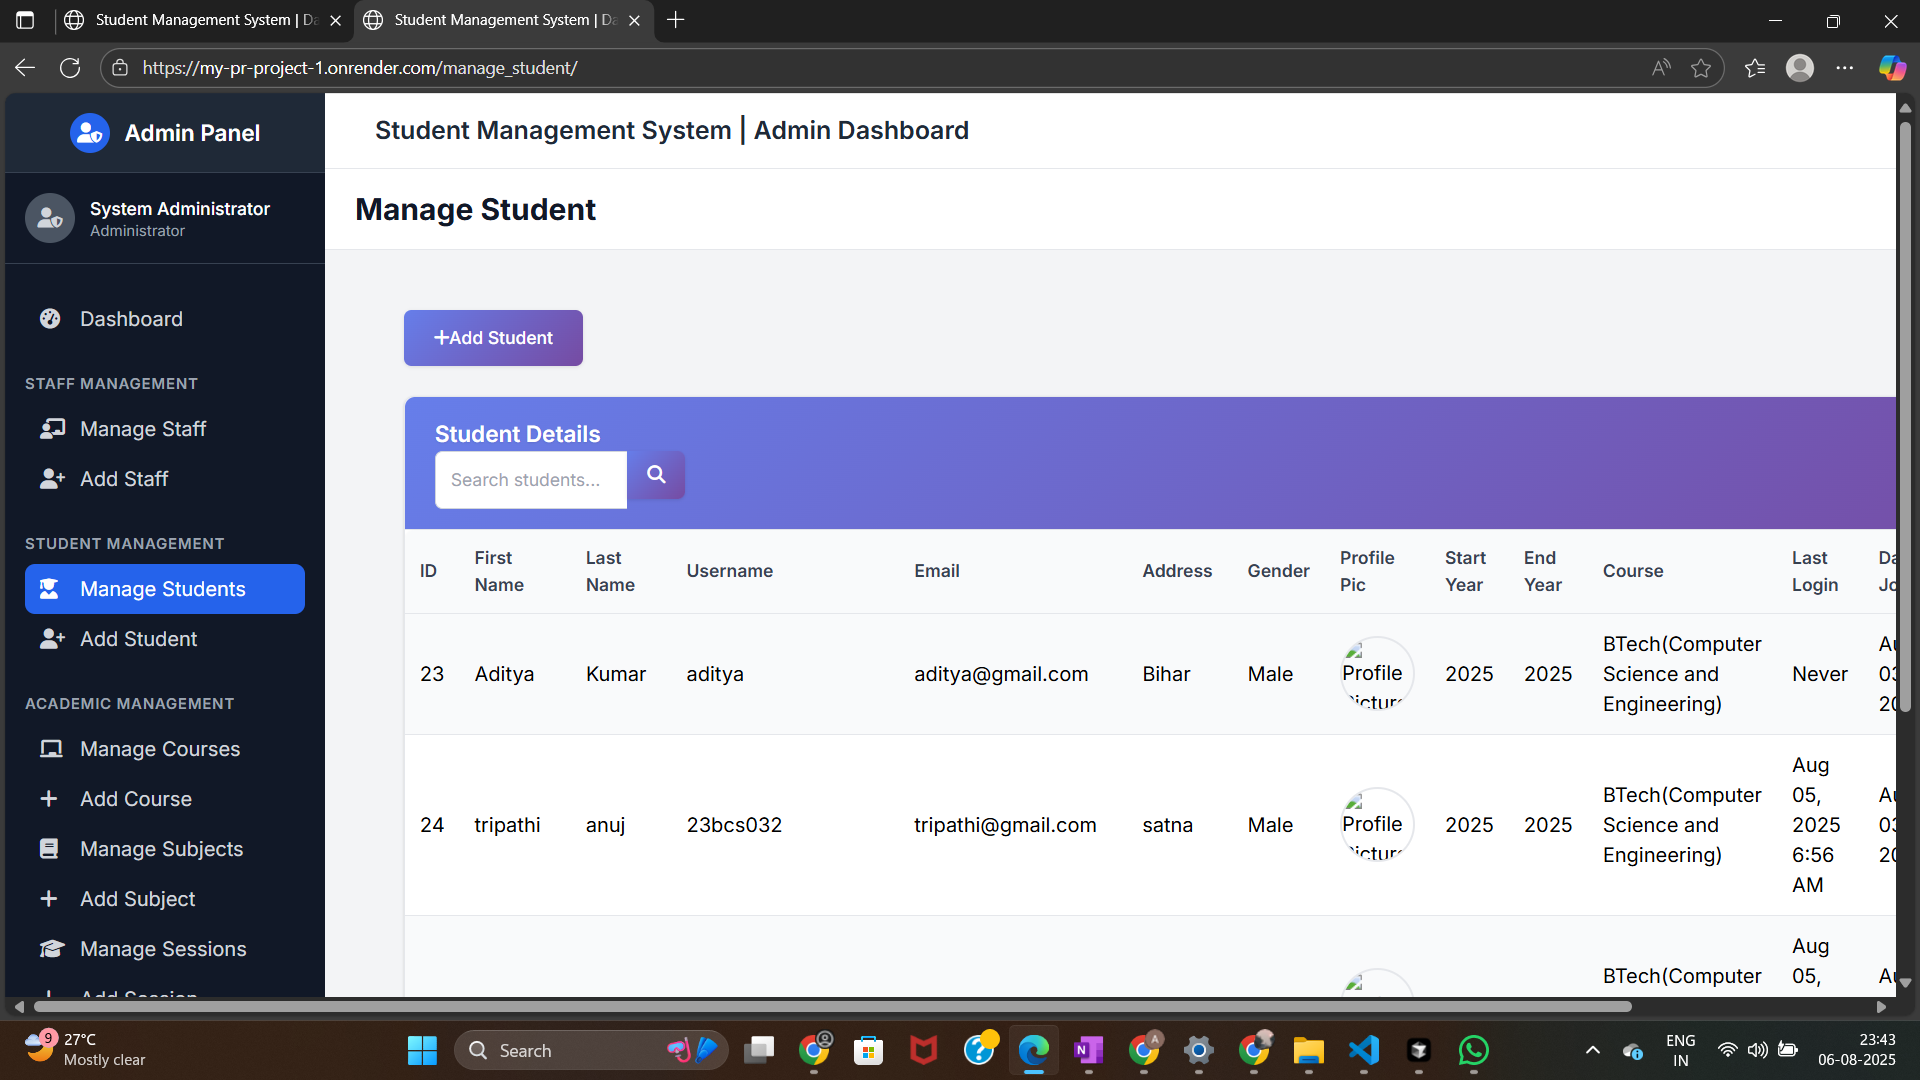 Student Management System | Da
Student Management System | Da
https://my-pr-project-1.onrender.com/manage_student/
Admin Panel
System Administrator
Administrator
Dashboard
STAFF MANAGEMENT
Manage Staff
Add Staff
STUDENT MANAGEMENT
Manage Students
Add Student
ACADEMIC MANAGEMENT
Manage Courses
Add Course
Manage Subjects
Add Subject
Manage Sessions
Add Session
Student Management System | Admin Dashboard
Manage Student
+Add Student
Student Details
Search students...
ID First Name Last Name Username Email Address Gender Profile Pic Start Year End Year Course Last Login
23 Aditya Kumar aditya aditya@gmail.com Bihar Male Profile Picture 2025 2025 BTech(Computer Science and Engineering) Never
24 tripathi anuj 23bcs032 tripathi@gmail.com satna Male Profile Picture 2025 2025 BTech(Computer Science and Engineering) Aug 05, 2025 6:56 AM
BTech(Computer Aug 05,
9
27°C
Mostly clear
Search
ENG
IN
23:43
06-08-2025